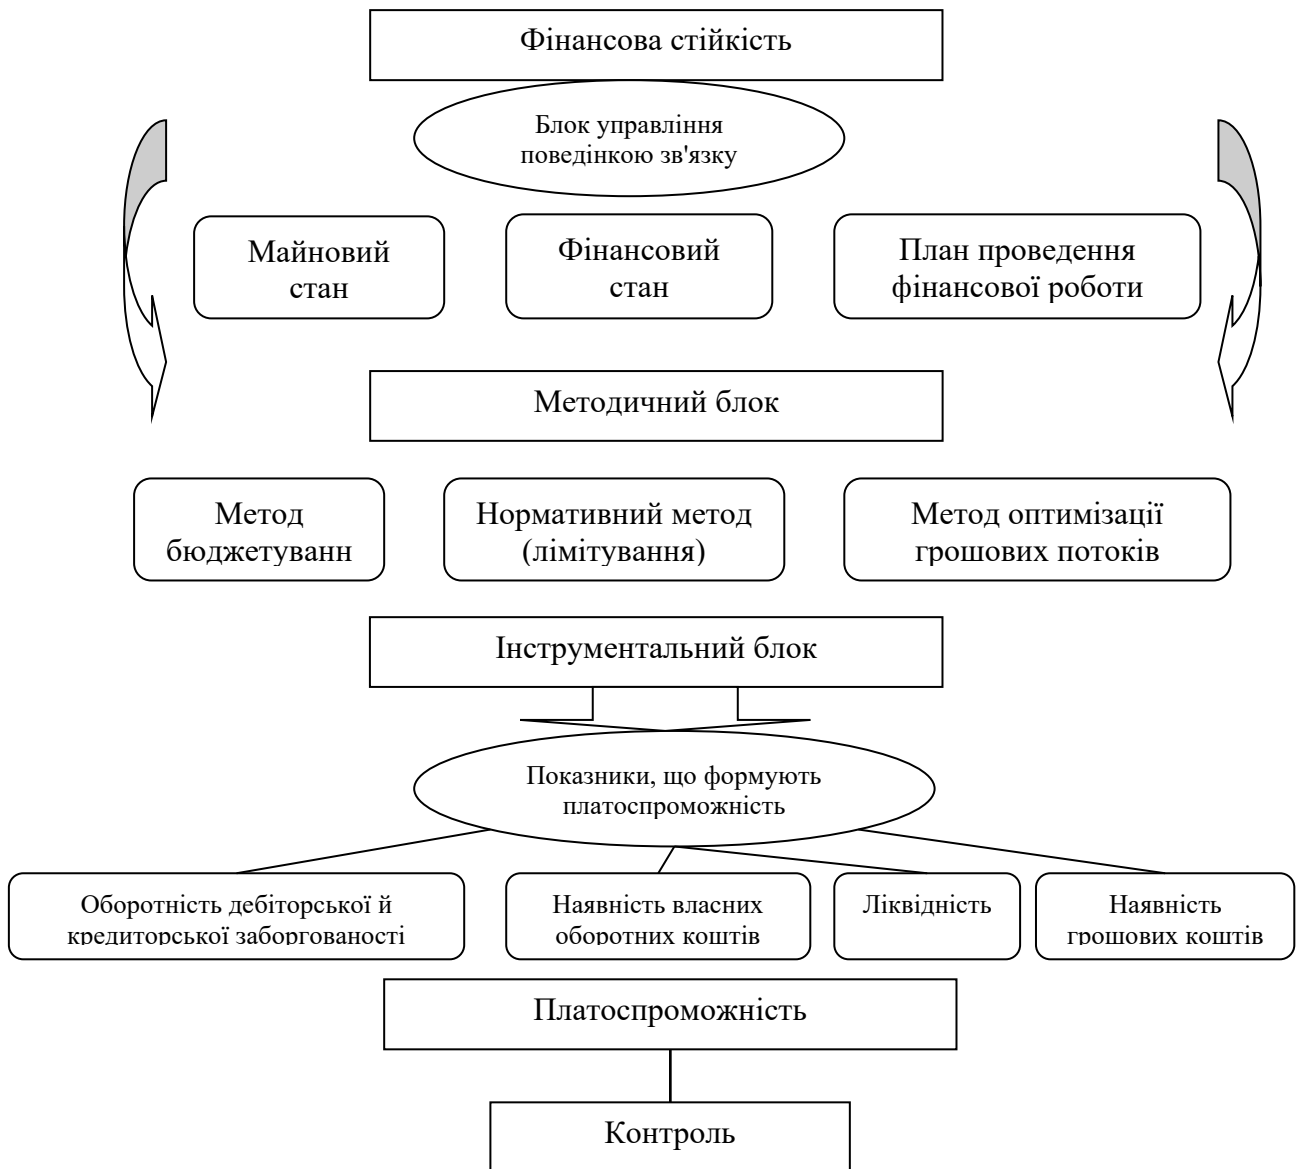 Фінансова стійкість
Блок управління
поведінкою зв'язку
Майновий
стан
Фінансовий
стан
План проведення
фінансової роботи
Методичний блок
Метод
бюджетуванн
Нормативний метод
(лімітування)
Метод оптимізації
грошових потоків
Інструментальний блок
Показники, що формують
платоспроможність
Оборотність дебіторської й
кредиторської заборгованості
Наявність власних
оборотних коштів
Ліквідність
Наявність
грошових коштів
Платоспроможність
Контроль